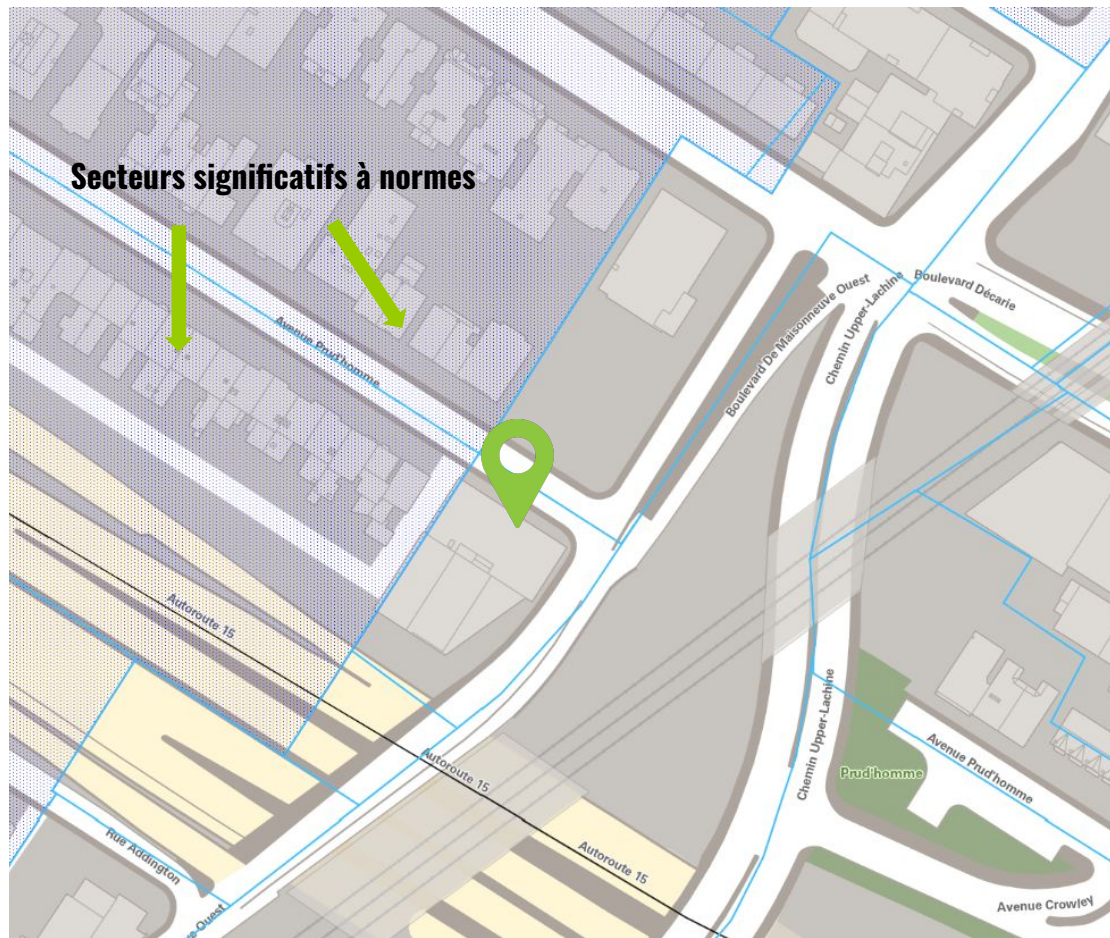 Secteurs significatifs à normes
Boulevard De Maisonneuve Ouest
Chemin Upper-Lachine
Boulevard Décarie
Avenue Prud'homme
Autoroute 15
Autoroute 15
Autoroute 15
Chemin Upper-Lachine
Avenue Prud'homme
Prud'homme
Rue Addington
Ouest
Avenue Crowley